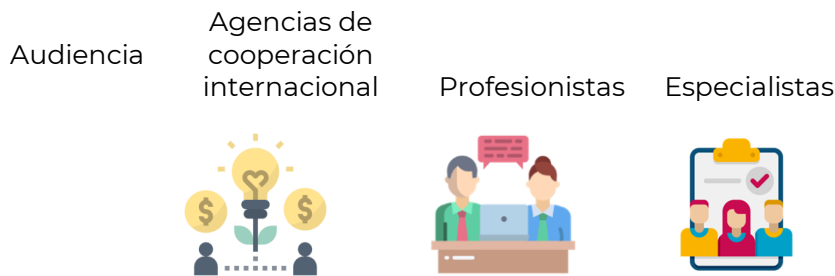 Audiencia
Agencias de
cooperación
internacional
Profesionistas
Especialistas